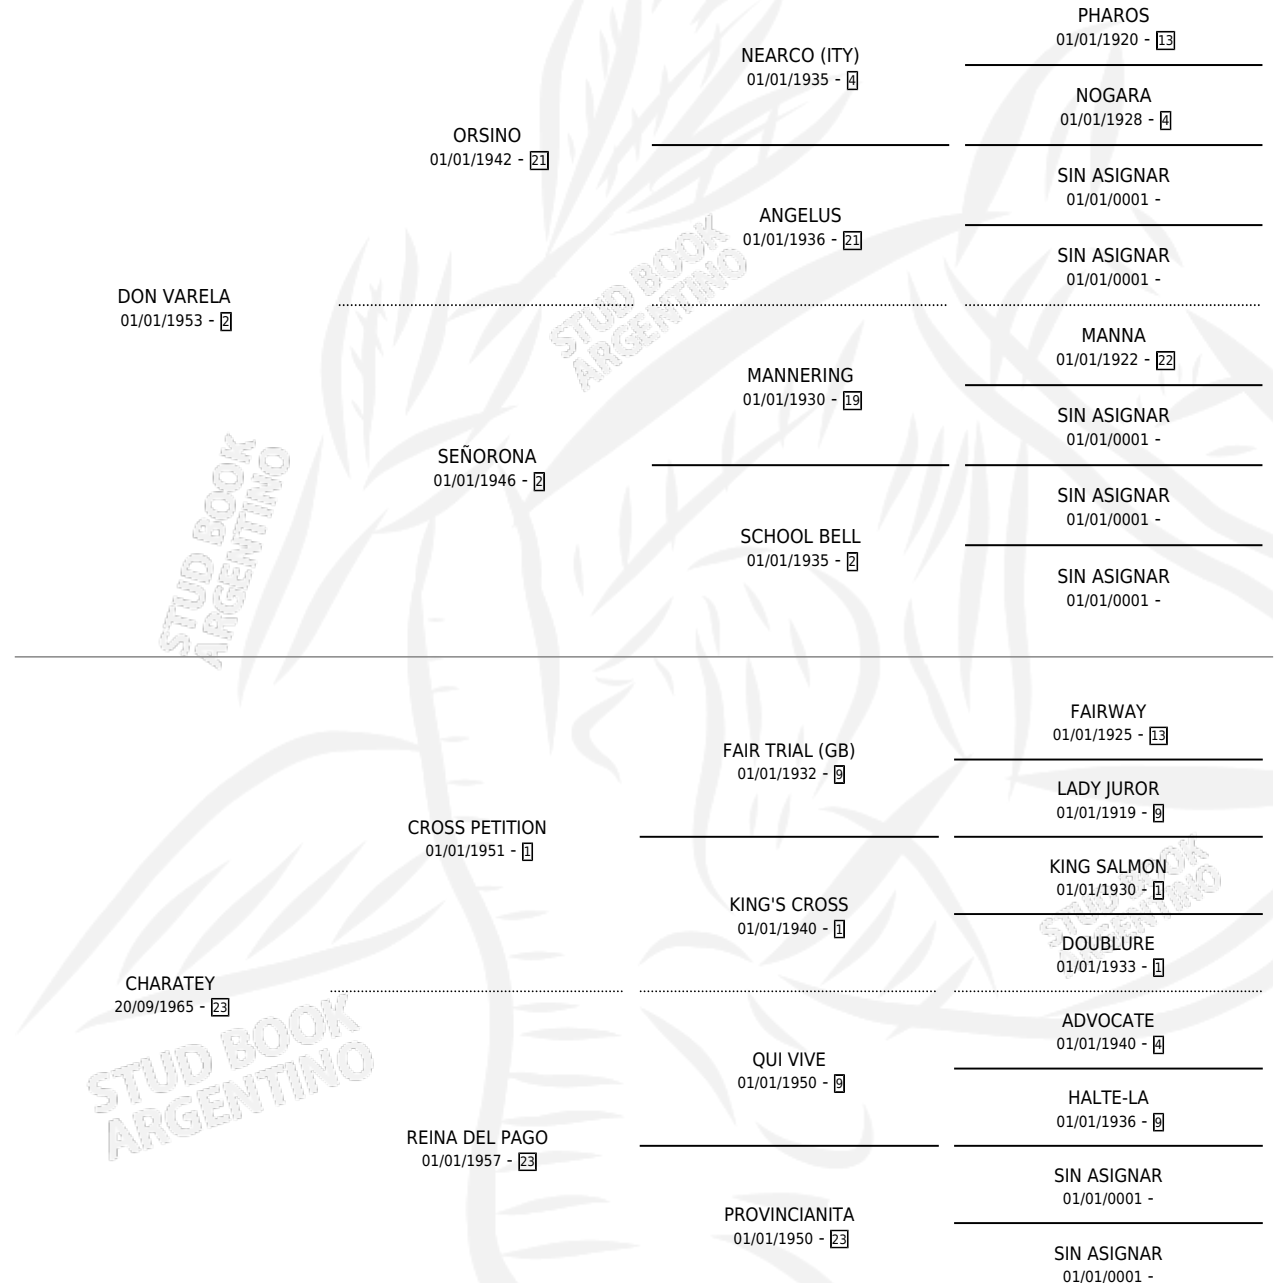 PHAROS
01/01/1920 - 13
NEARCO (ITY)
01/01/1935 - 4
NOGARA
01/01/1928 - 4
ORSINO
01/01/1942 - 21
SIN ASIGNAR
01/01/0001 -
ANGELUS
01/01/1936 - 21
SIN ASIGNAR
01/01/0001 -
DON VARELA
01/01/1953 - 2
MANNA
01/01/1922 - 22
MANNERING
01/01/1930 - 19
SIN ASIGNAR
01/01/0001 -
SEÑORONA
01/01/1946 - 2
SIN ASIGNAR
01/01/0001 -
SCHOOL BELL
01/01/1935 - 2
SIN ASIGNAR
01/01/0001 -
STUD BOOK
ARGENTINO
STUD BOOK
ARGENTINO
FAIRWAY
01/01/1925 - 13
FAIR TRIAL (GB)
01/01/1932 - 9
LADY JUROR
01/01/1919 - 9
CROSS PETITION
01/01/1951 - 1
KING SALMON
01/01/1930 - 1
KING'S CROSS
01/01/1940 - 1
DOUBLURE
01/01/1933 - 1
CHARATEY
20/09/1965 - 23
ADVOCATE
01/01/1940 - 4
QUI VIVE
01/01/1950 - 9
HALTE-LA
01/01/1936 - 9
REINA DEL PAGO
01/01/1957 - 23
SIN ASIGNAR
01/01/0001 -
PROVINCIANITA
01/01/1950 - 23
SIN ASIGNAR
01/01/0001 -
STUD BOOK
ARGENTINO
STUD BOOK
ARGENTINO